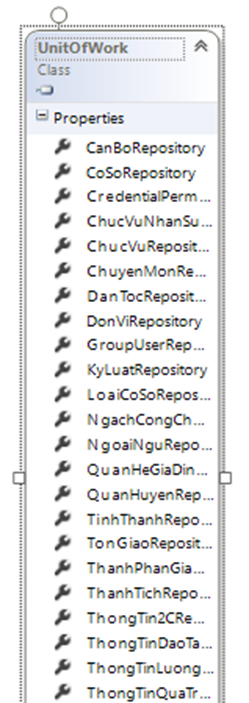 UnitOfWork
Class
Properties
CanBoRepository
CoSoRepository
CredentialPerm...
ChucVuNhanSu...
ChucVuReposit...
ChuyenMonRe...
DanTocReposit...
DonViRepository
GroupUserRep...
KyLuatRepository
LoaiCoSoRepos...
NgachCongCh...
NgoaiNguRepo...
QuanHeGiaDin...
QuanHuyenRep...
TinhThanhRepo...
TonGiaoReposit...
ThanhPhanGia...
ThanhTichRepo...
ThongTin2CRe...
ThongTinDaoTa...
ThongTinLuong...
ThongTinQuaTr...